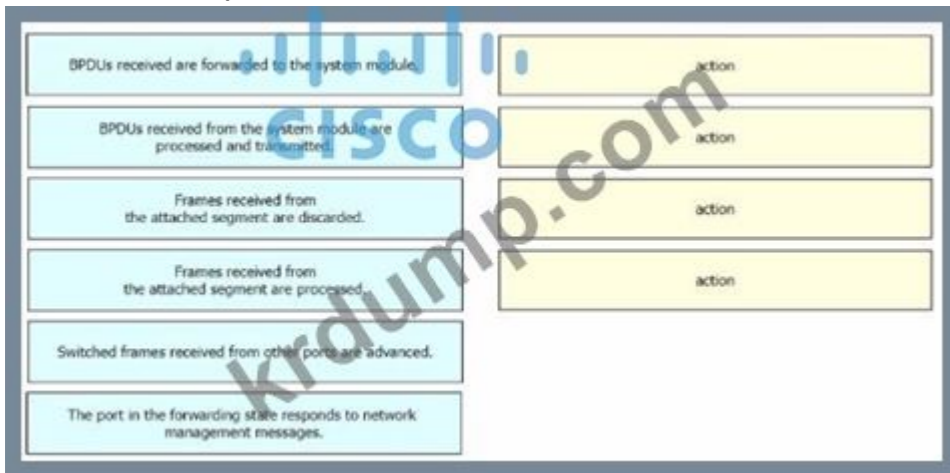 BPDUs received are forwarded to the system module.
action
BPDUs received from the system module are
processed and transmitted.
action
Frames received from
the attached segment are discarded.
action
Frames received from
the attached segment are processed.
action
Switched frames received from other ports are advanced.
The port in the forwarding state responds to network
management messages.
CISCO
krdump.com